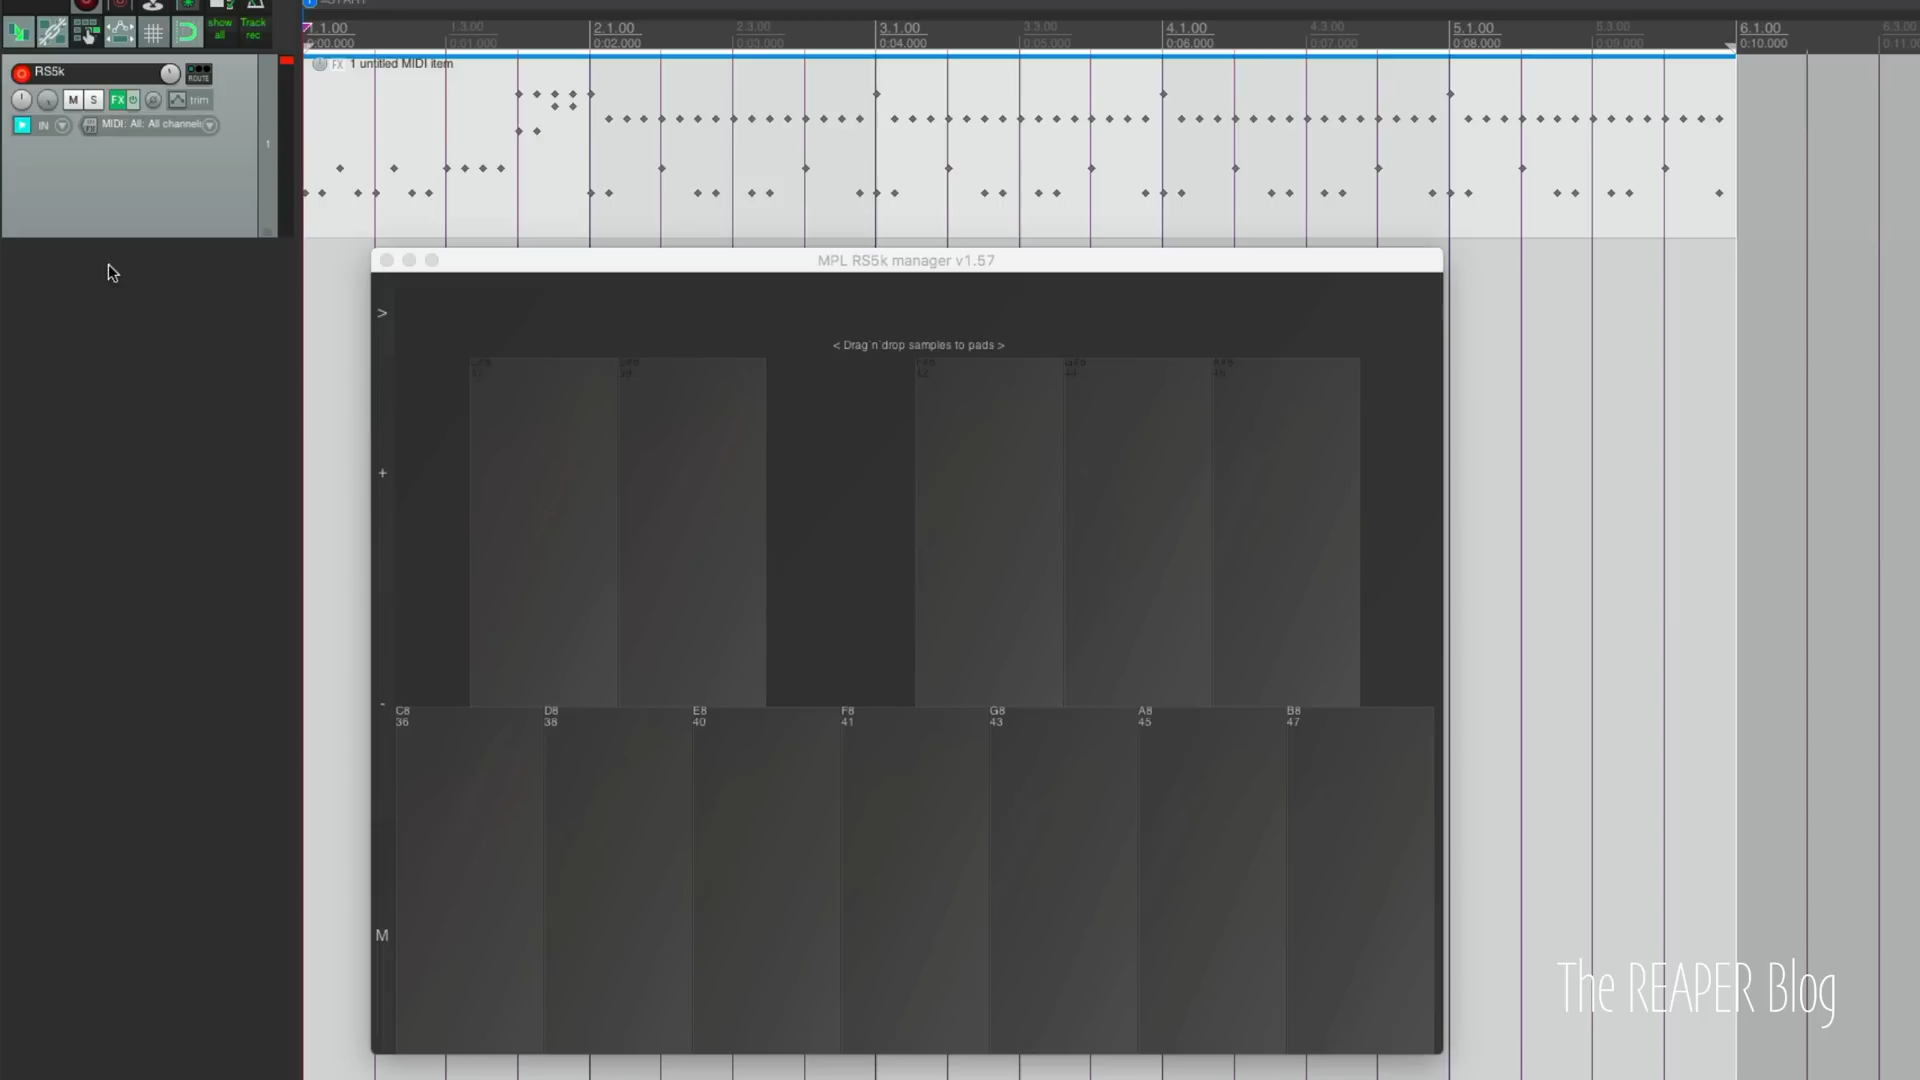 1.1.00 1.3.00 2.1.00 2.3.00 3.1.00 3.3.00 4.1.00 4.3.00 5.1.00 5.3.00 6.1.00 6.3.00
0:00.000 0:01.000 0:02.000 0:03.000 0:04.000 0:05.000 0:06.000 0:07.000 0:08.000 0:09.000 0:10.000
show all
Track rec
RS5k
ROUTE
M S FX trim
IN MIDI: All: All channels
1
FX 1 untitled MIDI item
MPL RS5k manager v1.57
>
< Drag`n`drop samples to pads >
+
-
C8 D8 E8 F8 G8 A8 B8
36 38 40 41 43 45 47
M
The REAPER Blog